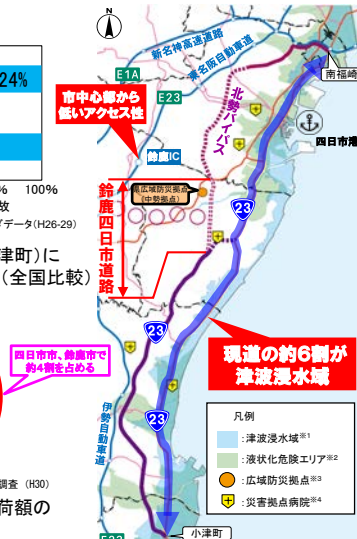 24%
% 100%
故
データ(H26-29)
津町)に
(全国比較)
四日市市、鈴鹿市で
約4割を占める
調査 (H30)
荷額の
N
新名神高速道路
東名阪自動車道
E1A
E23
市中心部から
低いアクセス性
北勢バイパス
南福崎
四日市港
鈴鹿IC
県広域防災拠点
(中勢拠点)
鈴鹿四日市道路
23
23
23
現道の約6割が
津波浸水域
伊勢自動車道
凡例
:津波浸水域※1
:液状化危険エリア※2
:広域防災拠点※3
:災害拠点病院※4
小津町
E23